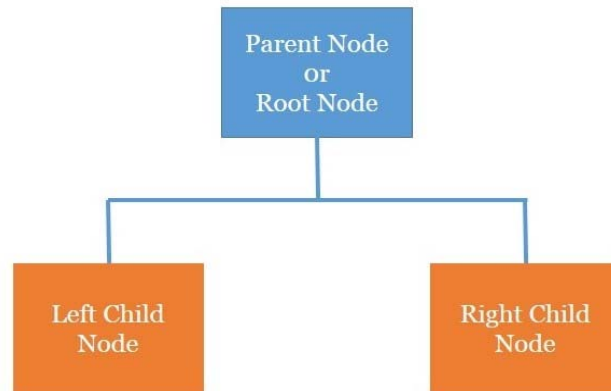 Parent Node
or
Root Node
Left Child
Node
Right Child
Node